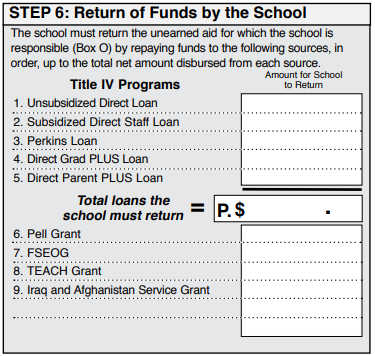 STEP 6: Return of Funds by the School
The school must return the unearned aid for which the school is
responsible (Box O) by repaying funds to the following sources, in
order, up to the total net amount disbursed from each source.
Title IV Programs
Amount for School
to Return
1. Unsubsidized Direct Loan
2. Subsidized Direct Staff Loan
3. Perkins Loan
4. Direct Grad PLUS Loan
5. Direct Parent PLUS Loan
Total loans the
school must return = P. $ .
6. Pell Grant
7. FSEOG
8. TEACH Grant
9. Iraq and Afghanistan Service Grant